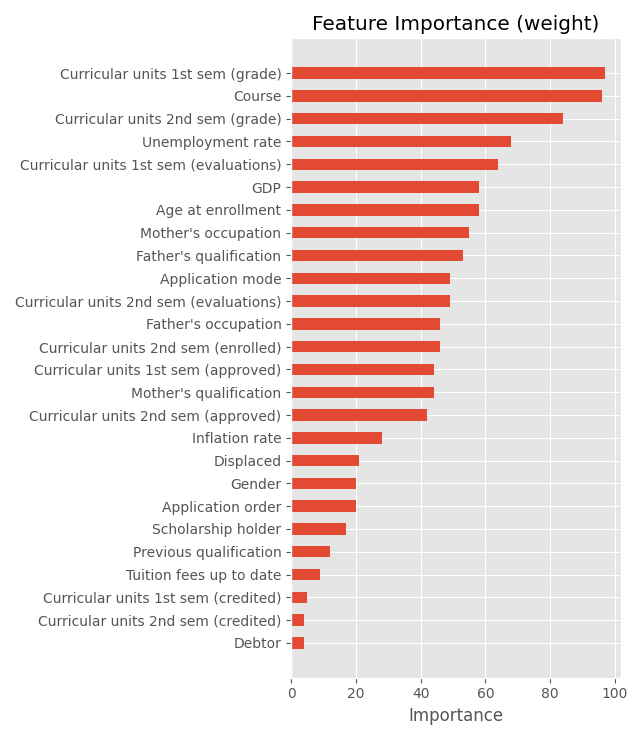 Feature Importance (weight)
Curricular units 1st sem (grade)
Course
Curricular units 2nd sem (grade)
Unemployment rate
Curricular units 1st sem (evaluations)
GDP
Age at enrollment
Mother's occupation
Father's qualification
Application mode
Curricular units 2nd sem (evaluations)
Father's occupation
Curricular units 2nd sem (enrolled)
Curricular units 1st sem (approved)
Mother's qualification
Curricular units 2nd sem (approved)
Inflation rate
Displaced
Gender
Application order
Scholarship holder
Previous qualification
Tuition fees up to date
Curricular units 1st sem (credited)
Curricular units 2nd sem (credited)
Debtor
0 20 40 60 80 100
Importance